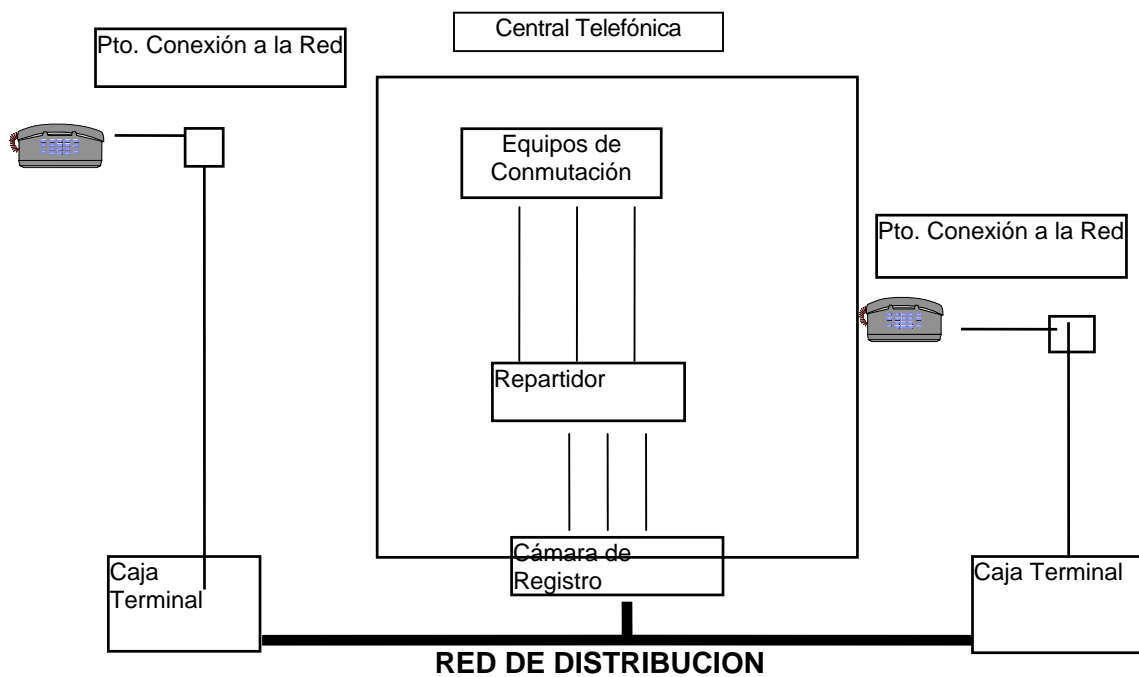 Central Telefónica
Pto. Conexión a la Red
Equipos de
Conmutación
Pto. Conexión a la Red
Repartidor
Cámara de
Registro
Caja
Terminal
Caja Terminal
RED DE DISTRIBUCION